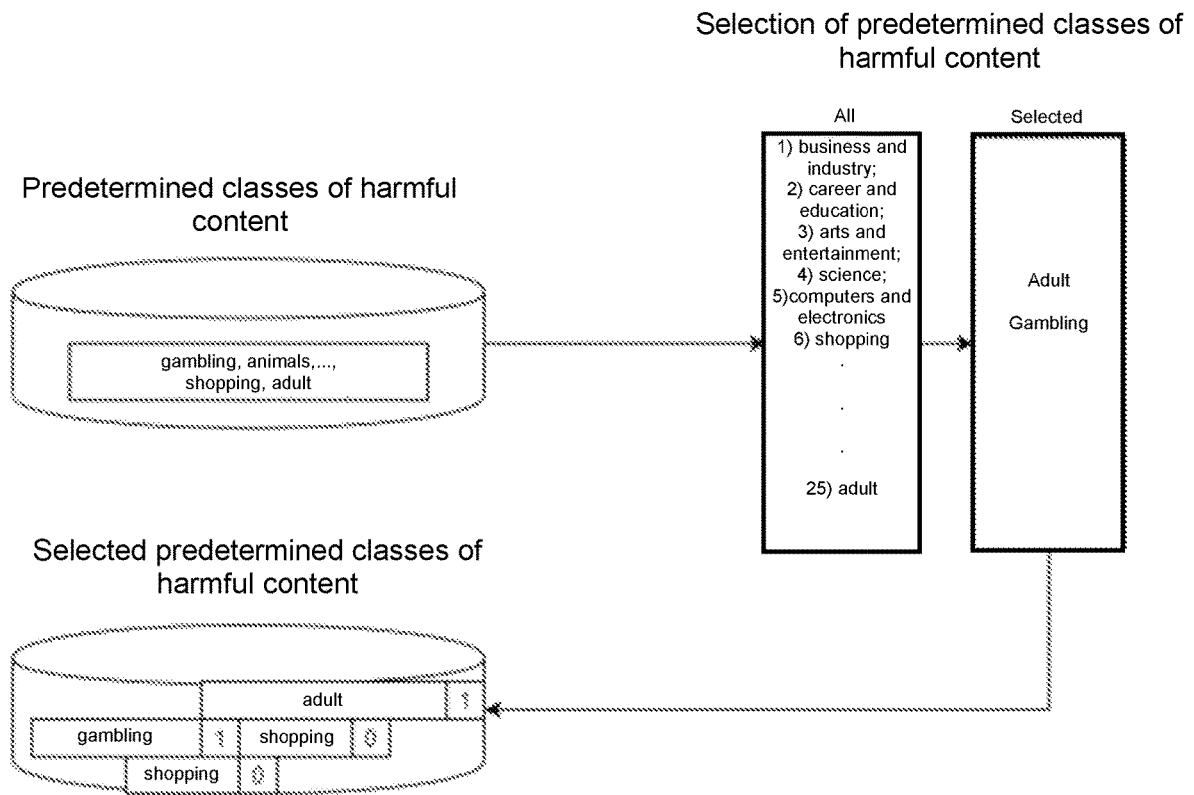 Selection of predetermined classes of
harmful content
All
Selected
1) business and
industry;
2) career and
education;
3) arts and
entertainment;
4) science;
5)computers and
electronics
6) shopping
.
.
.
25) adult
Adult
Gambling
Predetermined classes of harmful
content
gambling, animals,...,
shopping, adult
Selected predetermined classes of
harmful content
adult 1
gambling 1 shopping 0
shopping 0